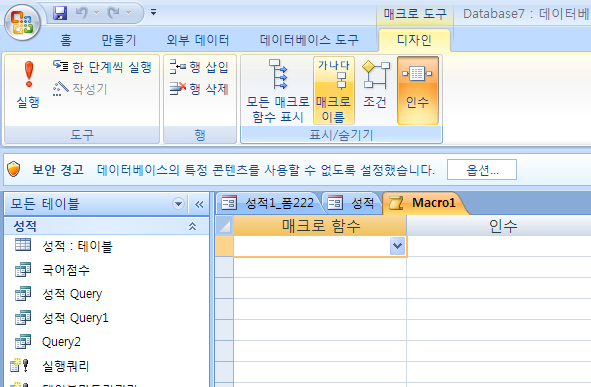 매크로 도구 Database7 : 데이터베
홈 만들기 외부 데이터 데이터베이스 도구 디자인
실행
한 단계씩 실행
작성기
행 삽입
행 삭제
모든 매크로
함수 표시
가나다
매크로
이름
조건
인수
도구 행 표시/숨기기
보안 경고 데이터베이스의 특정 콘텐츠를 사용할 수 없도록 설정했습니다. 옵션...
모든 테이블 «
성적1_폼222 성적 Macro1
성적
매크로 함수 인수
성적 : 테이블
국어점수
성적 Query
성적 Query1
Query2
실행쿼리